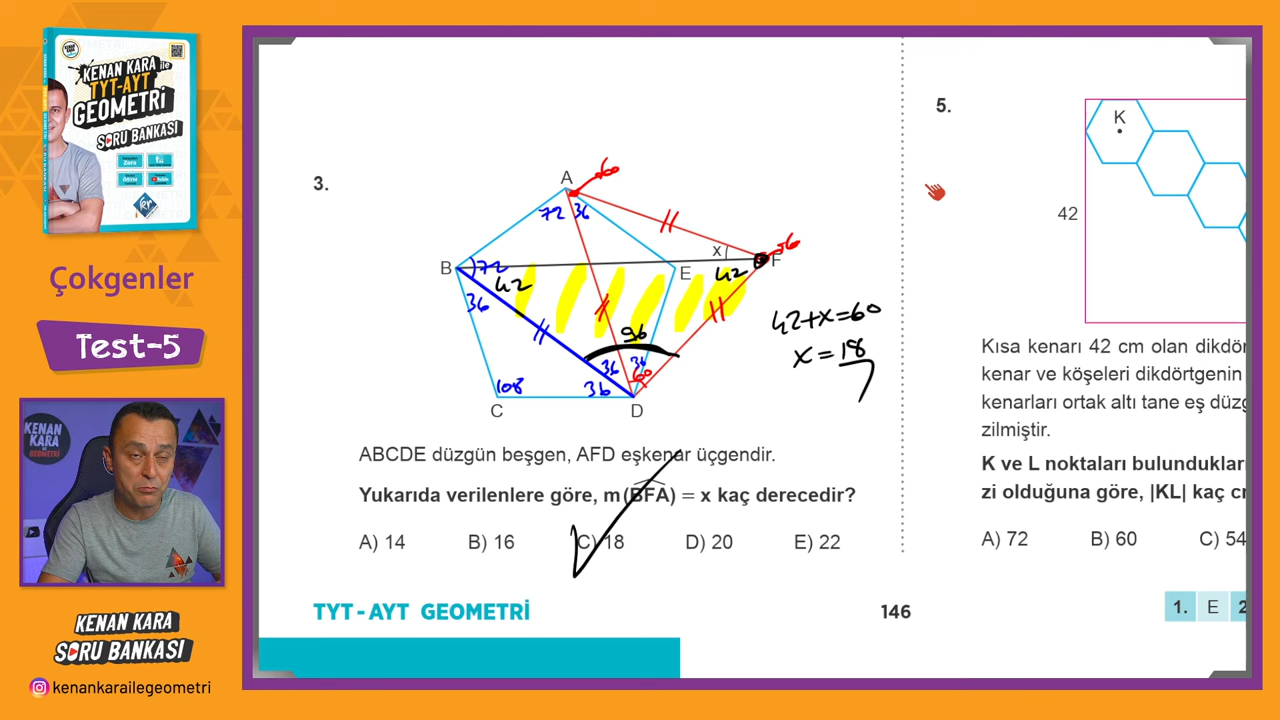 KENAN KARA ile
TYT-AYT
GEOMETRİ
SORU BANKASI
Çokgenler
Test-5
KENAN
KARA
GEOMETRİ
KENAN KARA
SORU BANKASI
kenankarailegeometri
3.
A
60
72 36
x
56
B
72
E
42
F
42
36
96
36
36
60
108
36
C
D
42+x=60
x=18
ABCDE düzgün beşgen, AFD eşkenar üçgendir.
Yukarıda verilenlere göre, m(BFA) = x kaç derecedir?
A) 14 B) 16 C) 18 D) 20 E) 22
TYT - AYT GEOMETRİ
146
5.
K
42
Kısa kenarı 42 cm olan dikdör
kenar ve köşeleri dikdörtgenin
kenarları ortak altı tane eş düzg
zilmiştir.
K ve L noktaları bulundukları
zi olduğuna göre, |KL| kaç cm
A) 72 B) 60 C) 54
1. E 2